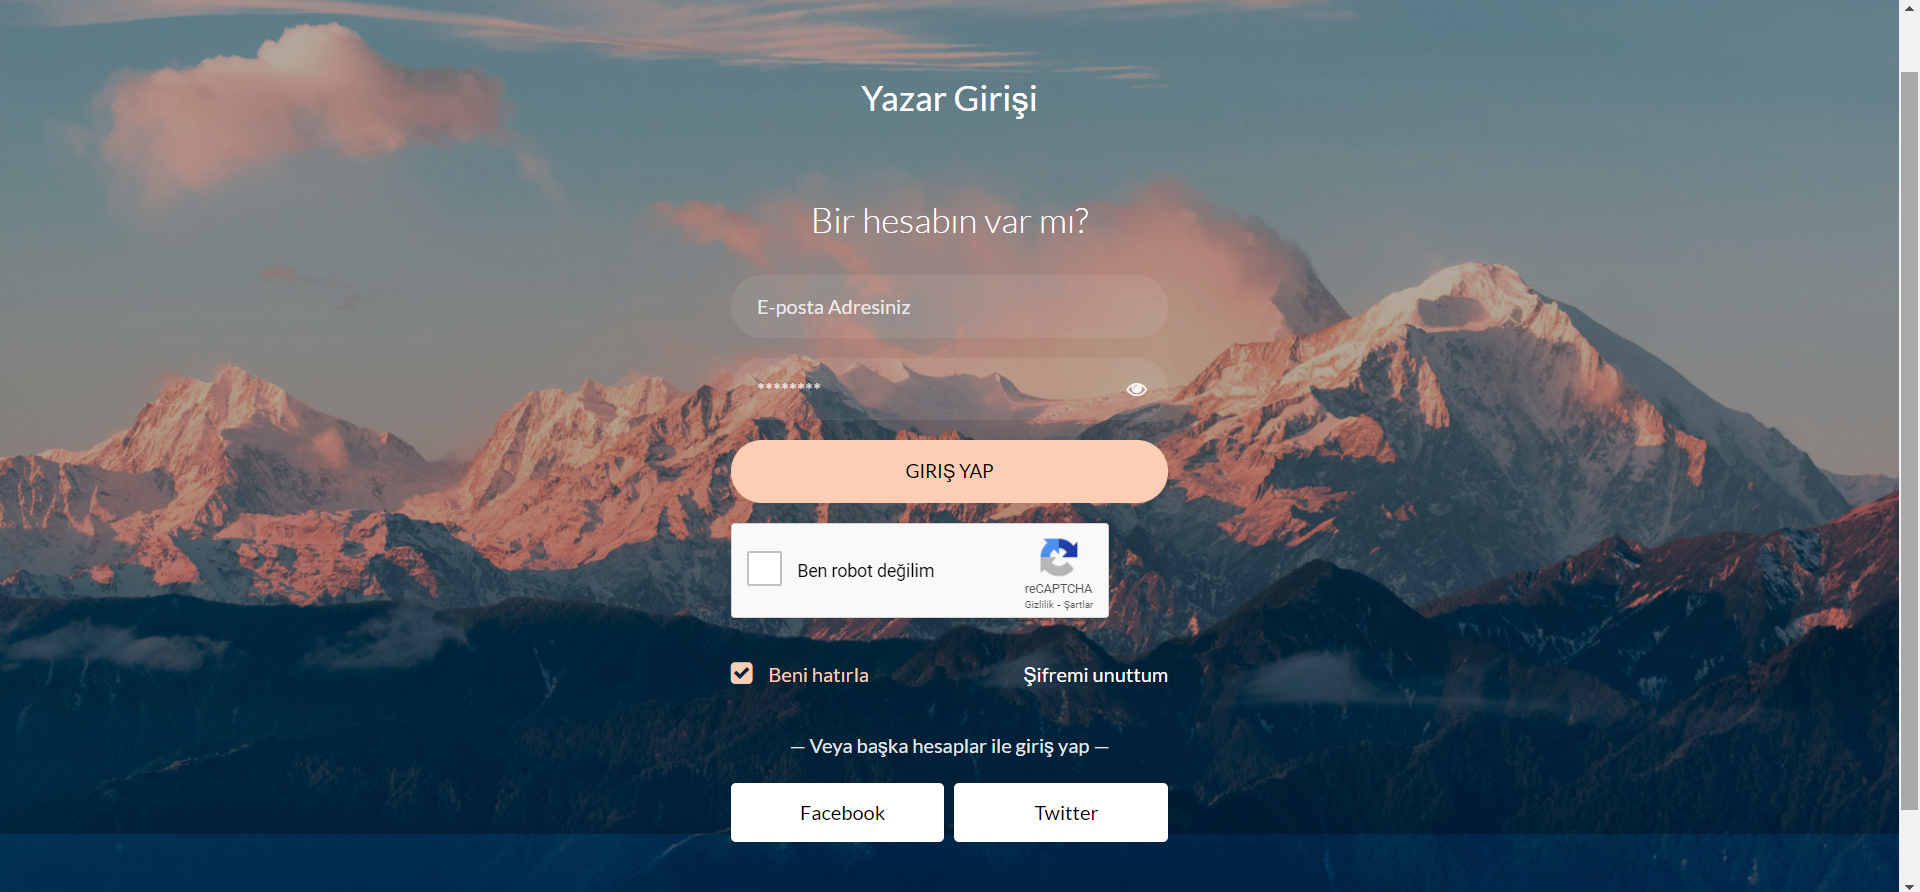 Yazar Girişi
Bir hesabın var mı?
E-posta Adresiniz
********
GIRIŞ YAP
Ben robot değilim
reCAPTCHA
Gizlilik - Şartlar
Beni hatırla
Şifremi unuttum
— Veya başka hesaplar ile giriş yap —
Facebook
Twitter